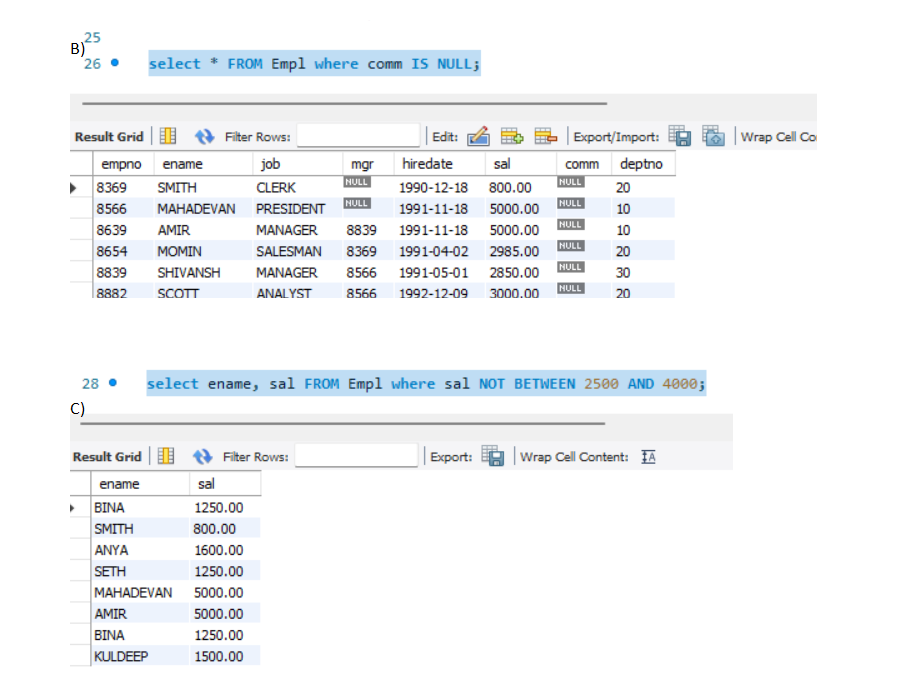 25
B)
26 select * FROM Empl where comm IS NULL;
Result Grid Filter Rows: Edit: Export/Import: Wrap Cell Co
empno ename job mgr hiredate sal comm deptno
8369 SMITH CLERK NULL 1990-12-18 800.00 NULL 20
8566 MAHADEVAN PRESIDENT NULL 1991-11-18 5000.00 NULL 10
8639 AMIR MANAGER 8839 1991-11-18 5000.00 NULL 10
8654 MOMIN SALESMAN 8369 1991-04-02 2985.00 NULL 20
8839 SHIVANSH MANAGER 8566 1991-05-01 2850.00 NULL 30
8882 SCOTT ANALYST 8566 1992-12-09 3000.00 NULL 20
28 select ename, sal FROM Empl where sal NOT BETWEEN 2500 AND 4000;
C)
Result Grid Filter Rows: Export: Wrap Cell Content: IA
ename sal
BINA 1250.00
SMITH 800.00
ANYA 1600.00
SETH 1250.00
MAHADEVAN 5000.00
AMIR 5000.00
BINA 1250.00
KULDEEP 1500.00